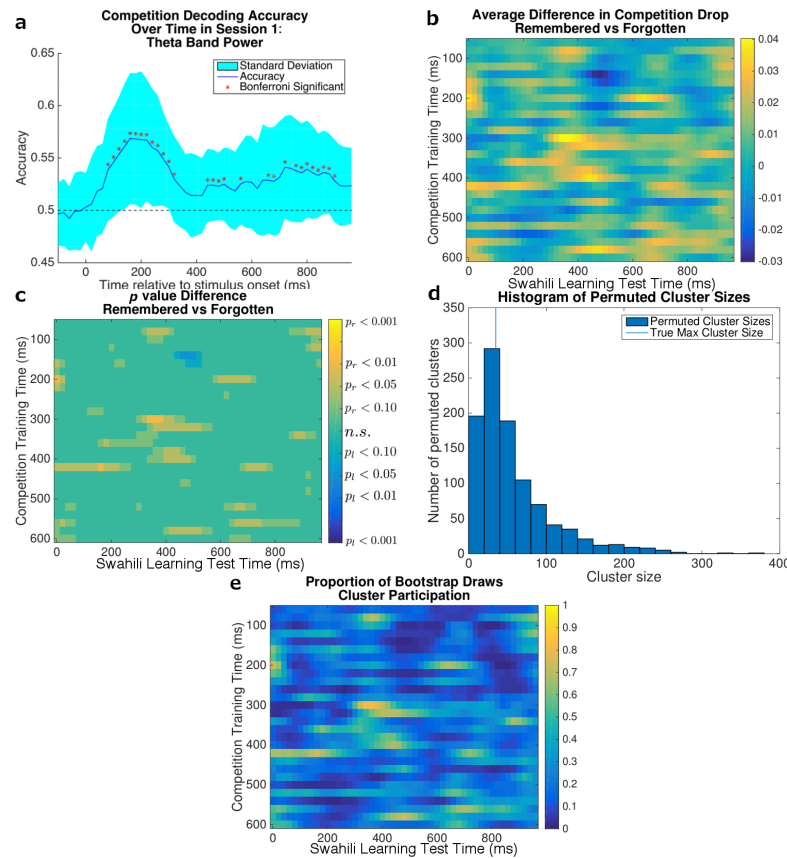 a
Competition Decoding Accuracy
Over Time in Session 1:
Theta Band Power
Standard Deviation
Accuracy
Bonferroni Significant
0.65
0.6
0.55
0.5
0.45
Accuracy
0 200 400 600 800
Time relative to stimulus onset (ms)
b
Average Difference in Competition Drop
Remembered vs Forgotten
Competition Training Time (ms)
100
200
300
400
500
600
0 200 400 600 800
Swahili Learning Test Time (ms)
0.04
0.03
0.02
0.01
0
-0.01
-0.02
-0.03
c
p value Difference
Remembered vs Forgotten
Competition Training Time (ms)
100
200
300
400
500
600
0 200 400 600 800
Swahili Learning Test Time (ms)
p_r < 0.001
p_r < 0.01
p_r < 0.05
p_r < 0.10
n.s.
p_l < 0.10
p_l < 0.05
p_l < 0.01
p_l < 0.001
d
Histogram of Permuted Cluster Sizes
Permuted Cluster Sizes
True Max Cluster Size
Number of permuted clusters
350
300
250
200
150
100
50
0
0 100 200 300 400
Cluster size
e
Proportion of Bootstrap Draws
Cluster Participation
Competition Training Time (ms)
100
200
300
400
500
600
0 200 400 600 800
Swahili Learning Test Time (ms)
1
0.9
0.8
0.7
0.6
0.5
0.4
0.3
0.2
0.1
0